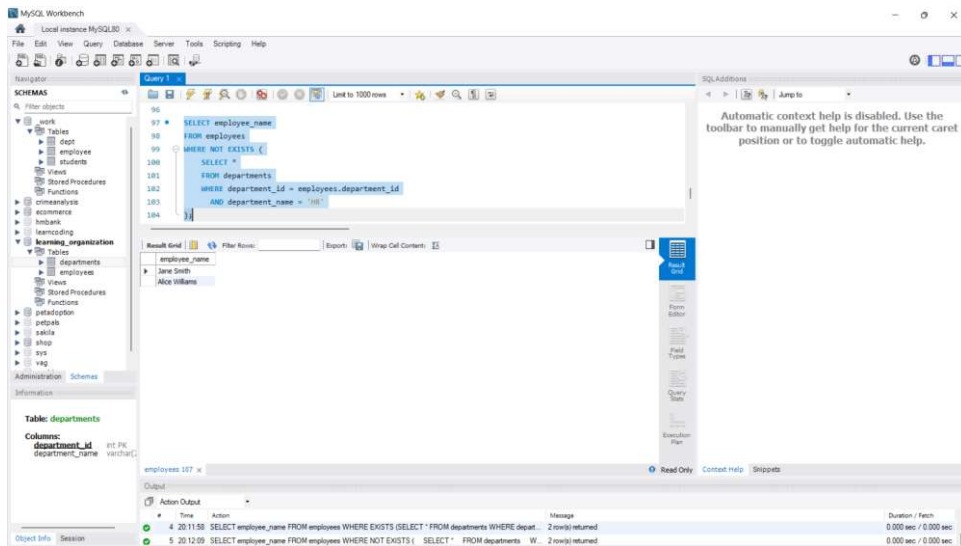 MySQL Workbench
Local instance MySQL80
File Edit View Query Database Server Tools Scripting Help
Navigator
SCHEMAS
Filter objects
_work
Tables
dept
employee
students
Views
Stored Procedures
Functions
crimeanalysis
ecommerce
hmbank
learncoding
learning_organization
Tables
departments
employees
Views
Stored Procedures
Functions
petadoption
petpals
sakila
shop
sys
vag
Administration Schemas
Information
Table: departments
Columns:
department_id int PK
department_name
Object Info Session
Query 1
Limit to 1000 rows
96
97 SELECT employee_name
98 FROM employees
99 WHERE NOT EXISTS (
100 SELECT *
101 FROM departments
102 WHERE department_id = employees.department_id
103 AND department_name = 'HR'
104 );
Result Grid Filter Rows: Export: Wrap Cell Content:
employee_name
Jane Smith
Alice Williams
Result Grid
Form Editor
Field Types
Query Stats
Execution Plan
employees 167
Read Only
SQLAdditions
Jump to
Automatic context help is disabled. Use the
toolbar to manually get help for the current caret
position or to toggle automatic help.
Context Help Snippets
Output
Action Output
# Time Action Message Duration / Fetch
4 20:11:58 SELECT employee_name FROM employees WHERE EXISTS (SELECT * FROM departments WHERE depart... 2 row(s) returned 0.000 sec / 0.000 sec
5 20:12:09 SELECT employee_name FROM employees WHERE NOT EXISTS ( SELECT * FROM departments W... 2 row(s) returned 0.000 sec / 0.000 sec